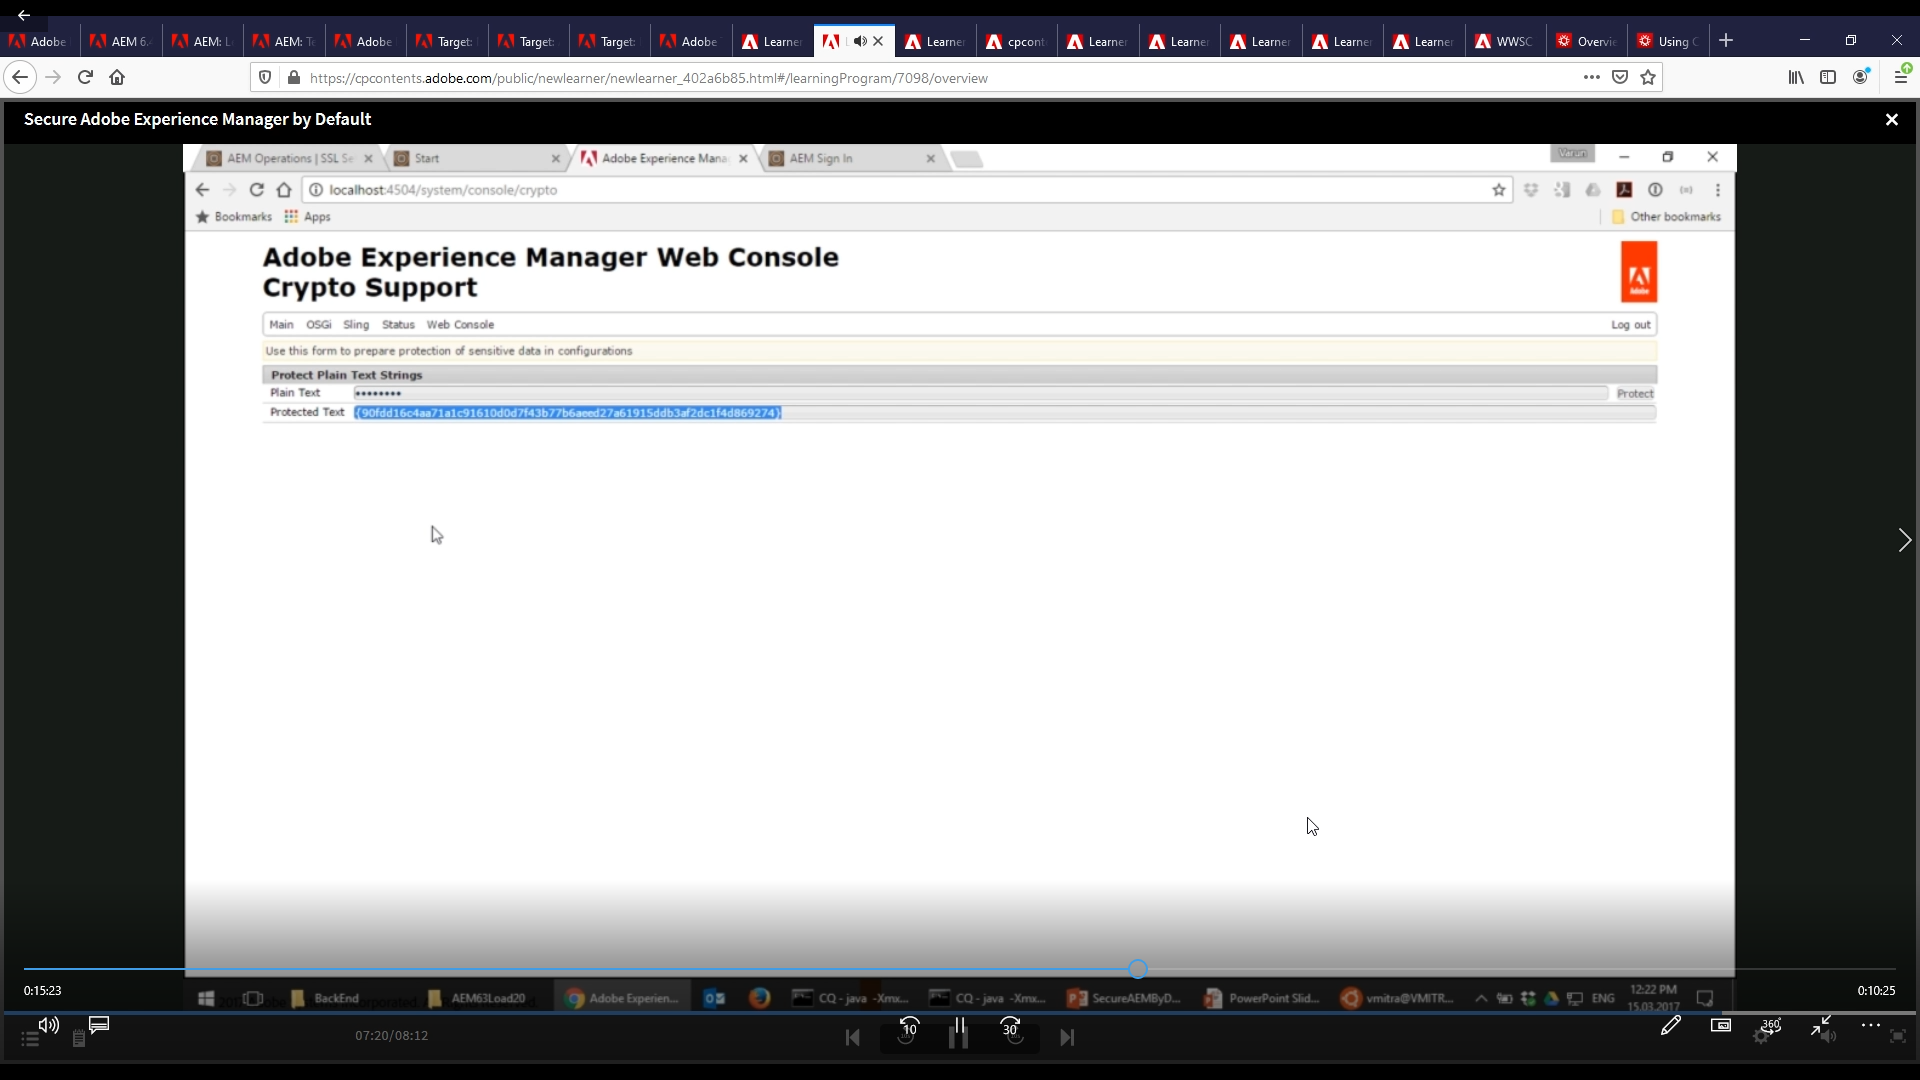 Adobe AEM 6. AEM: L AEM: Te Adobe Target: Target: Target: Adobe Learner Learner cpcont Learner Learner Learner Learner Learner WWSC Overvie Using C
https://cpcontents.adobe.com/public/newlearner/newlearner_402a6b85.html#/learningProgram/7098/overview
Secure Adobe Experience Manager by Default
AEM Operations | SSL Se Start Adobe Experience Mana AEM Sign In Varun
localhost:4504/system/console/crypto
Bookmarks Apps Other bookmarks
Adobe Experience Manager Web Console
Crypto Support
Adobe
Main OSGi Sling Status Web Console Log out
Use this form to prepare protection of sensitive data in configurations
Protect Plain Text Strings
Plain Text •••••••• Protect
Protected Text {90fdd16c4aa71a1c91610d0d7f43b77b6aeed27a61915ddb3af2dc1f4d869274}
0:15:23 0:10:25
BackEnd AEM63Load20 Adobe Experien... CQ - java -Xmx... CQ - java -Xmx... SecureAEMByD... PowerPoint Slid... vmitra@VMITR... ENG 12:22 PM
15.03.2017
07:20/08:12 10 30 360